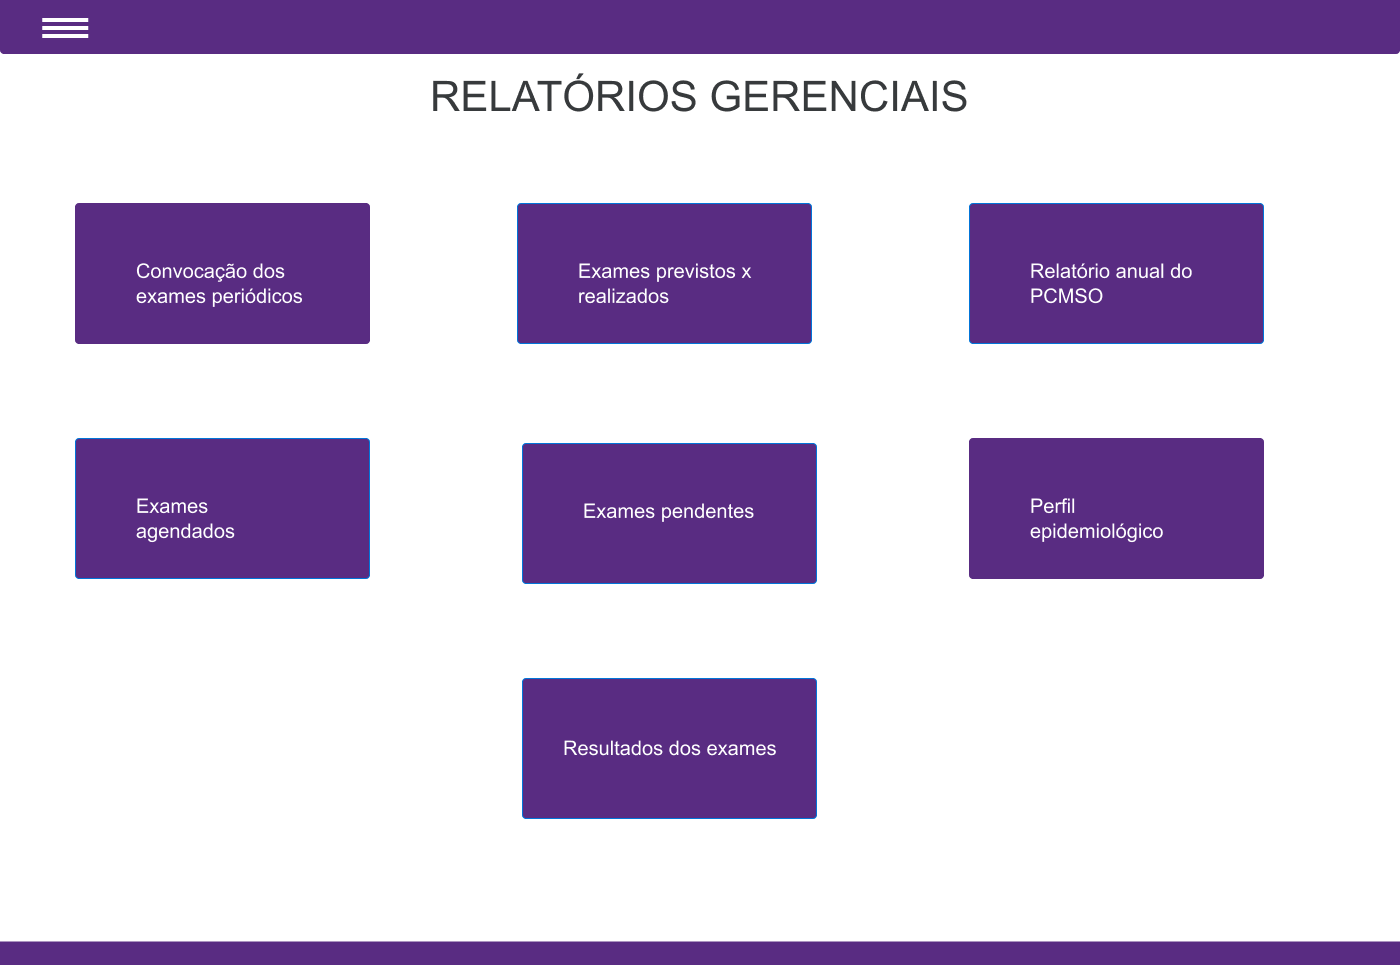 RELATÓRIOS GERENCIAIS
Convocação dos
exames periódicos
Exames previstos x
realizados
Relatório anual do
PCMSO
Exames
agendados
Exames pendentes
Perfil
epidemiológico
Resultados dos exames